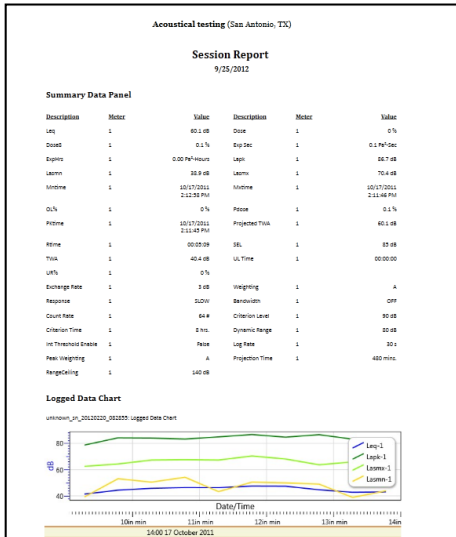 Acoustical testing (San Antonio, TX)
Session Report
9/25/2012
Summary Data Panel
Description Meter Value Description Meter Value
Leq 1 60.1 dB Dose 1 0 %
Dose8 1 0.1 % Exp Sec 1 0.1 Pa²-Sec
ExpHrs 1 0.00 Pa²-Hours Lapk 1 86.7 dB
Lasmn 1 38.9 dB Lasmx 1 70.4 dB
Mntime 1 10/17/2011 2:12:58 PM Mxtime 1 10/17/2011 2:11:46 PM
OL% 1 0 % Pdose 1 0.1 %
PKtime 1 10/17/2011 2:11:45 PM Projected TWA 1 60.1 dB
Rtime 1 00:05:09 SEL 1 85 dB
TWA 1 40.4 dB UL Time 1 00:00:00
UR% 1 0 %
Exchange Rate 1 3 dB Weighting 1 A
Response 1 SLOW Bandwidth 1 OFF
Count Rate 1 64 # Criterion Level 1 90 dB
Criterion Time 1 8 hrs. Dynamic Range 1 80 dB
Int Threshold Enable 1 False Log Rate 1 30 s
Peak Weighting 1 A Projection Time 1 480 mins.
RangeCeiling 1 140 dB
Logged Data Chart
unknown_sn_20120220_082855: Logged Data Chart
dB
80
60
40
Leq-1
Lapk-1
Lasmx-1
Lasmn-1
Date/Time
10in min 11in min 12in min 13in min 14in
14:00 17 October 2011